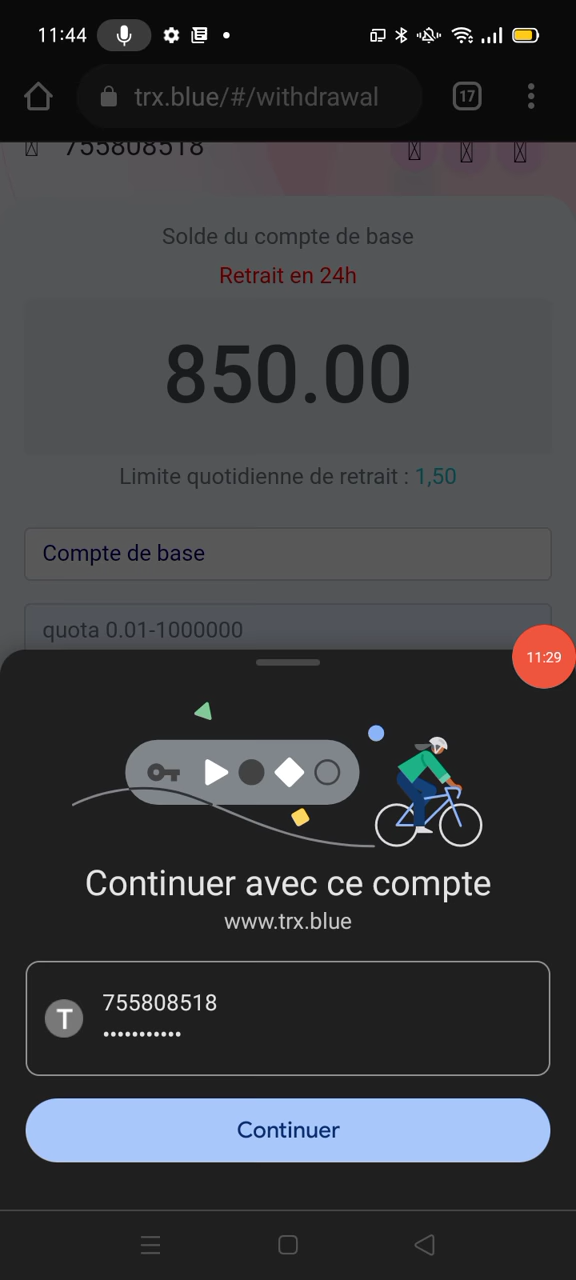 11:44
trx.blue/#/withdrawal
17
755808518
Solde du compte de base
Retrait en 24h
850.00
Limite quotidienne de retrait : 1,50
Compte de base
quota 0.01-1000000
11:29
Continuer avec ce compte
www.trx.blue
T
755808518
•••••••••••
Continuer